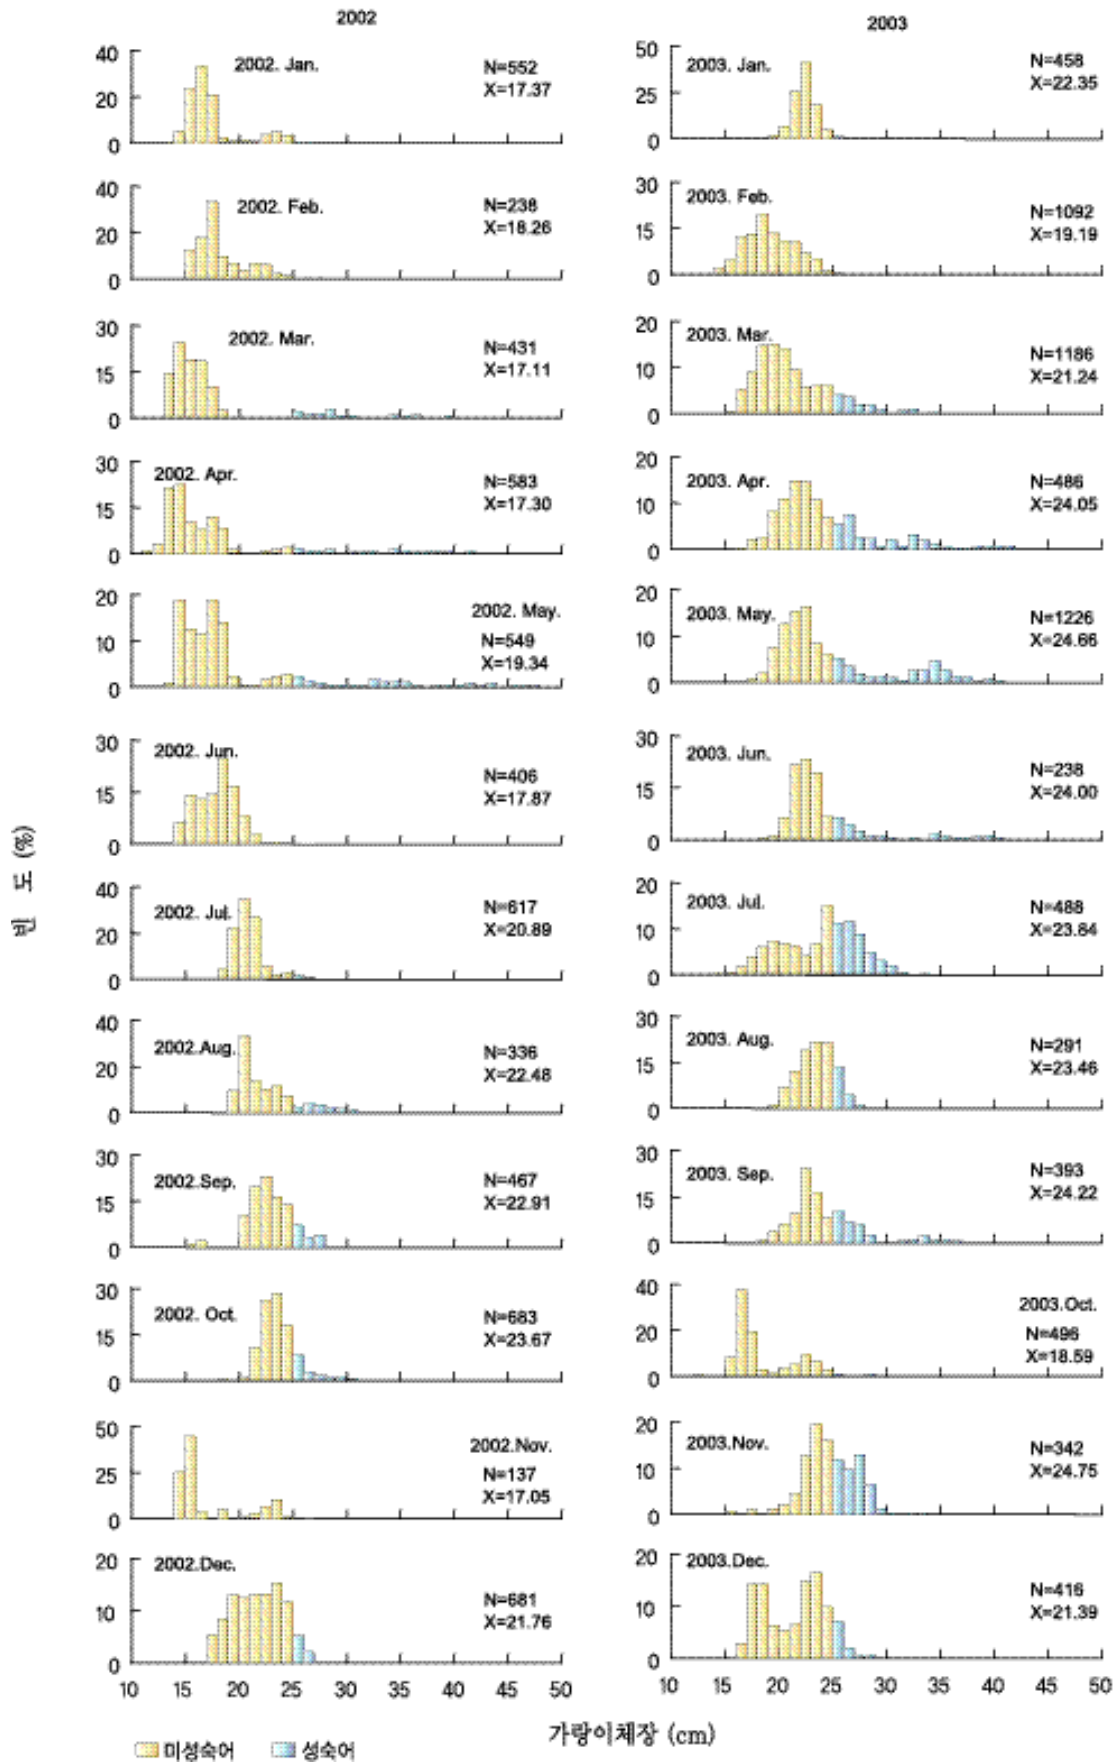 2002
2003
40
20
0
2002. Jan.
N=552
X=17.37
50
25
0
2003. Jan.
N=458
X=22.35
40
20
0
2002. Feb.
N=238
X=18.26
30
15
0
2003. Feb.
N=1092
X=19.19
30
15
0
2002. Mar.
N=431
X=17.11
20
10
0
2003. Mar.
N=1186
X=21.24
30
15
0
2002. Apr.
N=583
X=17.30
20
10
0
2003. Apr.
N=486
X=24.05
20
10
0
2002. May.
N=549
X=19.34
20
10
0
2003. May.
N=1226
X=24.66
30
15
0
2002. Jun.
N=406
X=17.87
30
15
0
2003. Jun.
N=238
X=24.00
40
20
0
2002. Jul.
N=617
X=20.89
20
10
0
2003. Jul.
N=488
X=23.84
40
20
0
2002.Aug.
N=336
X=22.48
30
15
0
2003. Aug.
N=291
X=23.46
30
15
0
2002.Sep.
N=467
X=22.91
30
15
0
2003. Sep.
N=393
X=24.22
30
15
0
2002. Oct.
N=683
X=23.67
40
20
0
2003.Oct.
N=496
X=18.59
50
25
0
2002.Nov.
N=137
X=17.05
20
10
0
2003.Nov.
N=342
X=24.75
20
10
0
2002.Dec.
N=681
X=21.76
20
10
0
2003.Dec.
N=416
X=21.39
10 15 20 25 30 35 40 45 50
10 15 20 25 30 35 40 45 50
빈 도 (%)
가랑이체장 (cm)
미성숙어 성숙어